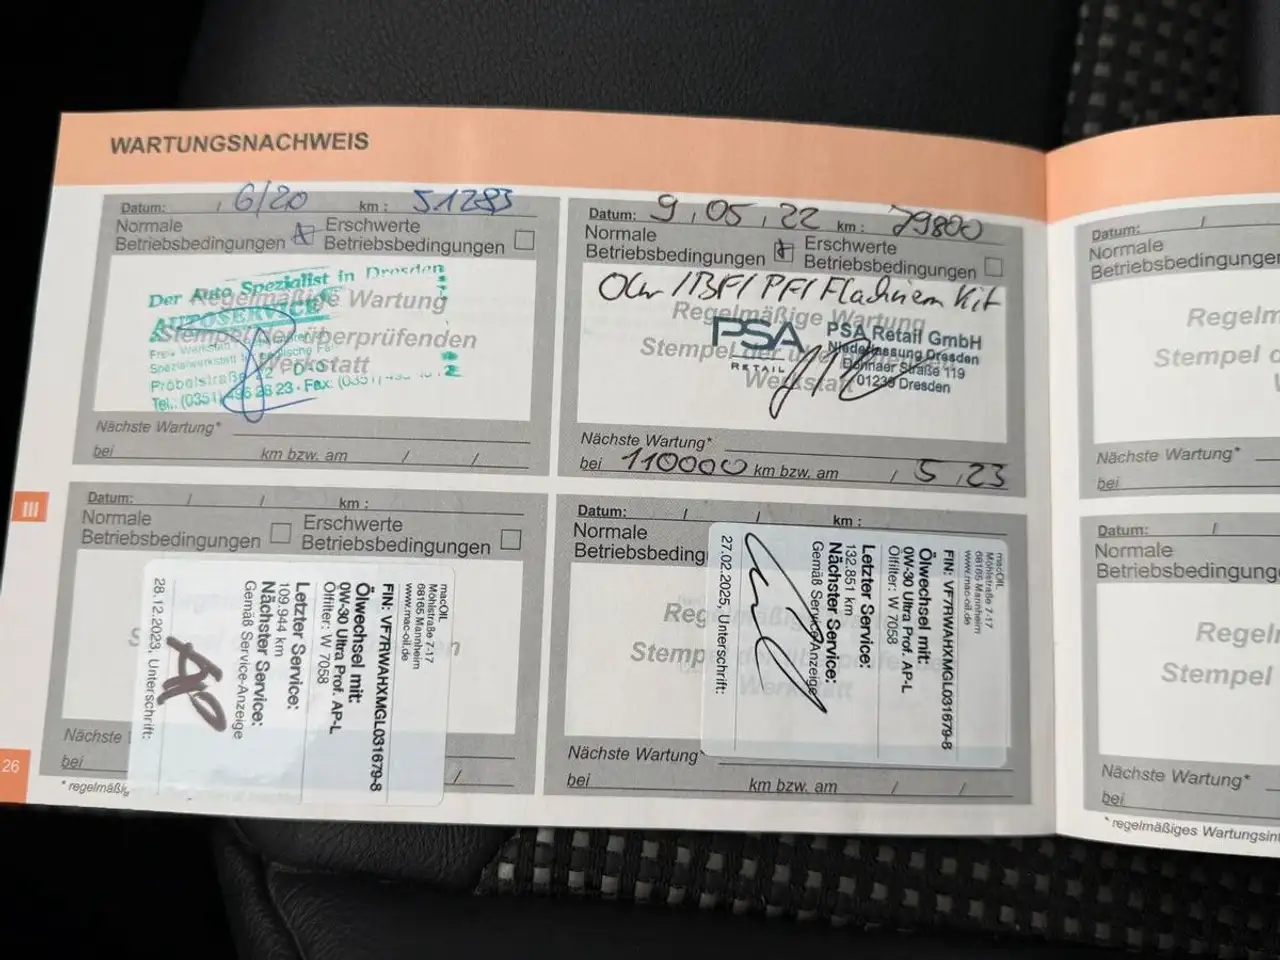 WARTUNGSNACHWEIS
Datum: , 6/20 km : 51283
Normale Betriebsbedingungen
Erschwerte Betriebsbedingungen
Der Auto Spezialist in Dresden
AUTOSERVICE
Regelmäßige Wartung
Stempel der überprüfenden
Werkstatt
Tel.: (0351)
Nächste Wartung*
bei km bzw. am / /
Datum: 9 , 05 , 22 km : 79800
Normale Betriebsbedingungen
Erschwerte Betriebsbedingungen
/ BF / PF /
Kit
Regelmäßige Wartung
Stempel der
Werkstatt
PSA
RETAIL
PSA Retail GmbH
Niederlassung Dresden
Dohnaer Straße 119
01239 Dresden
Nächste Wartung*
bei 110000 km bzw. am / 5 , 23
III
Datum: / / km :
Normale Betriebsbedingungen
Erschwerte Betriebsbedingungen
macOIL
Möhlstraße 7-17
68165 Mannheim
www.mac-oil.de
FIN: VF7RWAHXMGL031679-8
Ölwechsel mit:
0W-30 Ultra Prof. AP-L
Ölfilter: W 7058
Letzter Service:
109.944 km
Nächster Service:
Gemäß Service-Anzeige
28.12.2023, Unterschrift:
Nächste
bei /
* regelmäßig
26
Datum: / / km :
Normale
Betriebsbeding
Reg
Stemp
macOIL
Möhlstraße 7-17
68165 Mannheim
www.mac-oil.de
FIN: VF7RWAHXMGL031679-8
Ölwechsel mit:
0W-30 Ultra Prof. AP-L
Ölfilter: W 7058
Letzter Service:
132.851 km
Nächster Service:
Gemäß Service-Anzeige
27.02.2025, Unterschrift:
Nächste Wartung*
bei km bzw. am / /
Datum: /
Normale
Betriebsbedingungen
Regelm
Stempel
Nächste Wartung*
bei
Datum: /
Normale
Betriebsbedingung
Regelm
Stempel
Nächste Wartung*
bei
* regelmäßiges Wartungsint